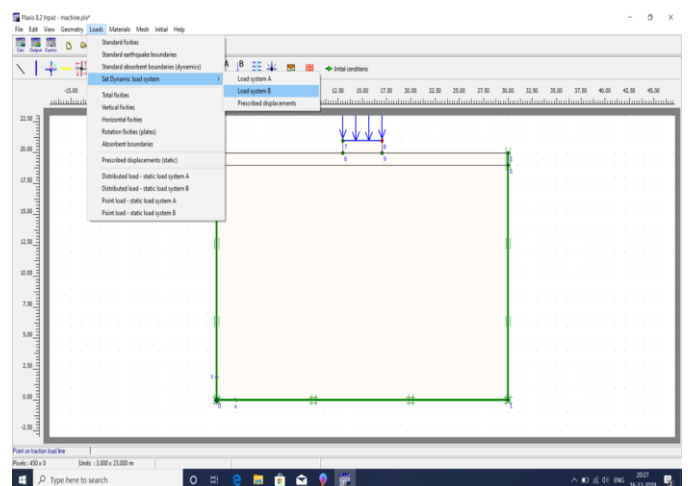 Plaxis 8.2 Input - machine.plx*
File Edit View Geometry Loads Materials Mesh Initial Help
Standard fixities
Standard earthquake boundaries
Standard absorbent boundaries (dynamics)
Set Dynamic load system
Load system A
Load system B
Prescribed displacements
Total fixities
Vertical fixities
Horizontal fixities
Rotation fixities (plates)
Absorbent boundaries
Prescribed displacements (static)
Distributed load - static load system A
Distributed load - static load system B
Point load - static load system A
Point load - static load system B
Initial conditions
-15.00 12.50 15.00 17.50 20.00 22.50 25.00 27.50 30.00 32.50 35.00 37.50 40.00 42.50 45.00
22.50
20.00
17.50
15.00
12.50
10.00
7.50
5.00
2.50
0.00
-2.50
7 8
6 9
2
3
y
x
0 1
Point on traction load line :
Pixels : 450 x 0 Units : 3.000 x 23.000 m
Type here to search
ENG
20:27
16-12-2019